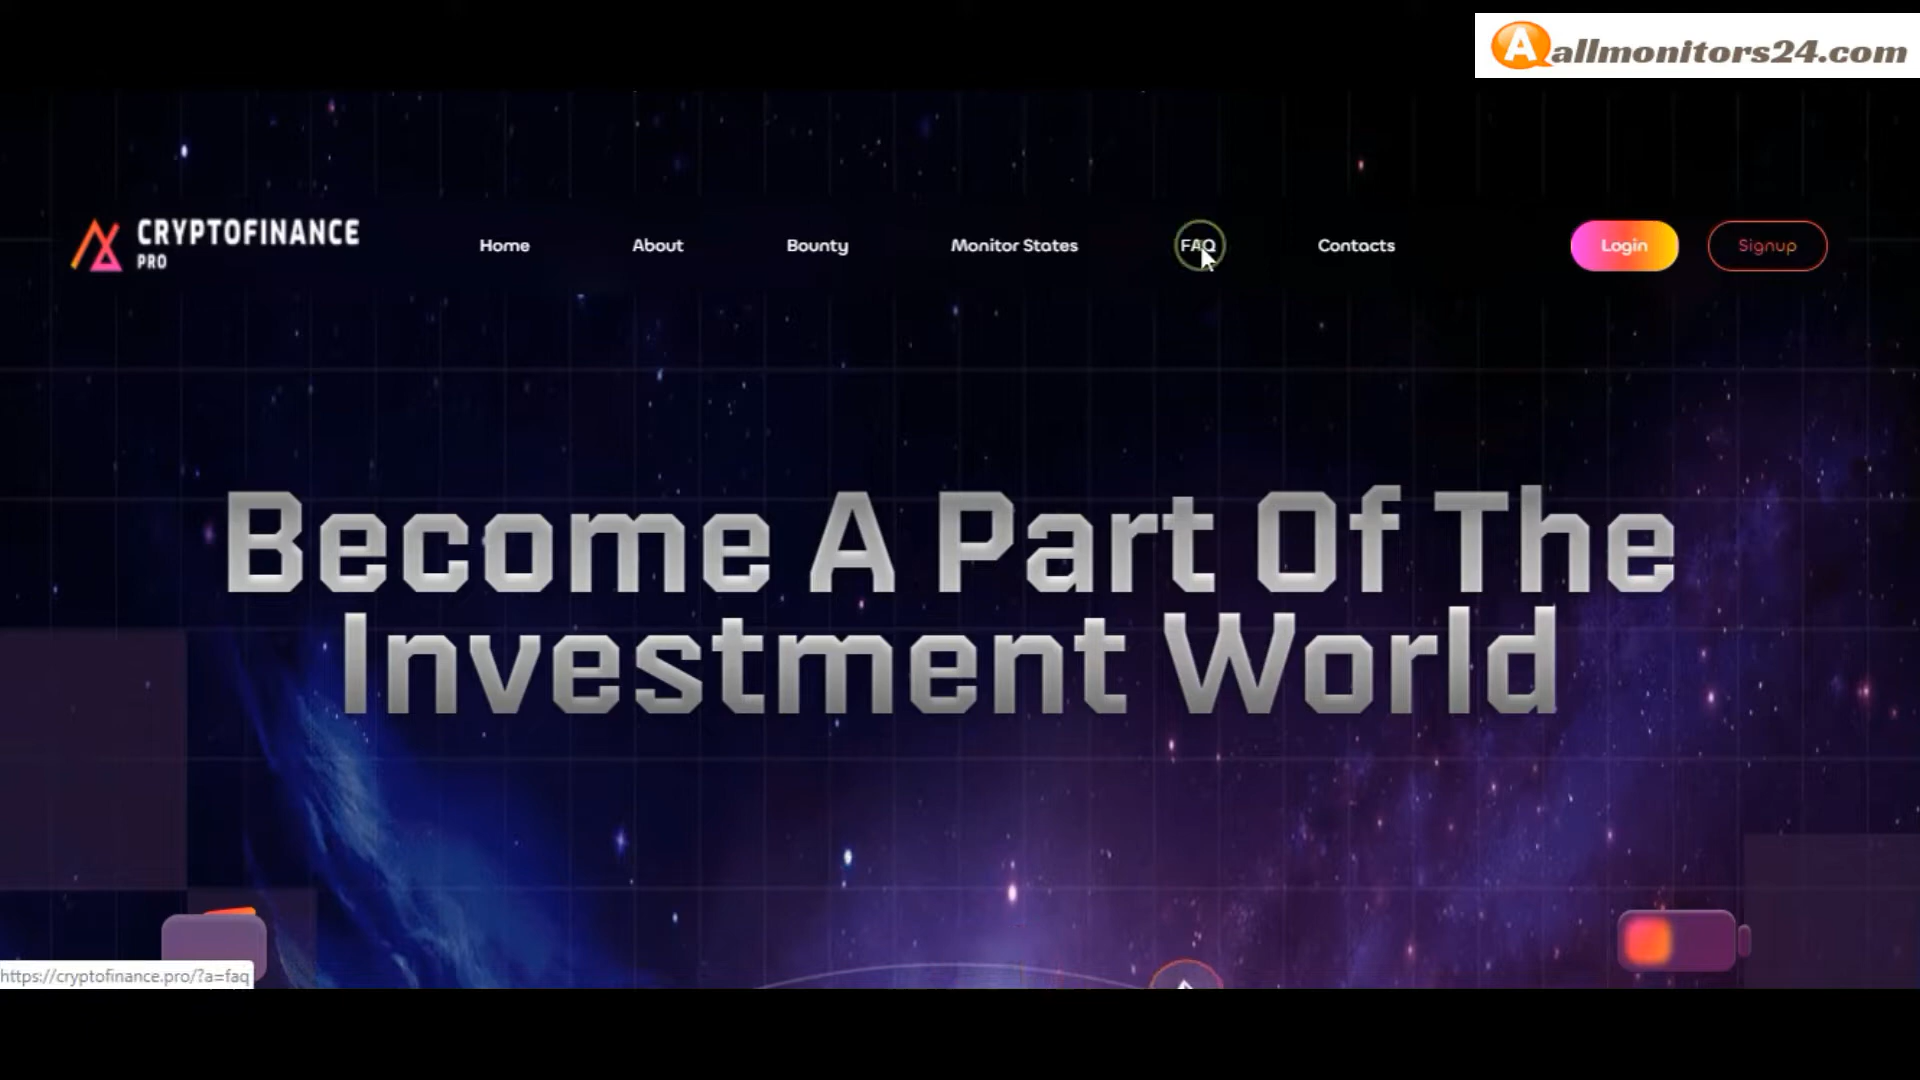 allmonitors24.com
CRYPTOFINANCE
PRO
Home
About
Bounty
Monitor States
FAQ
Contacts
Login
Signup
Become A Part Of The
Investment World
https://cryptofinance.pro/?a=faq